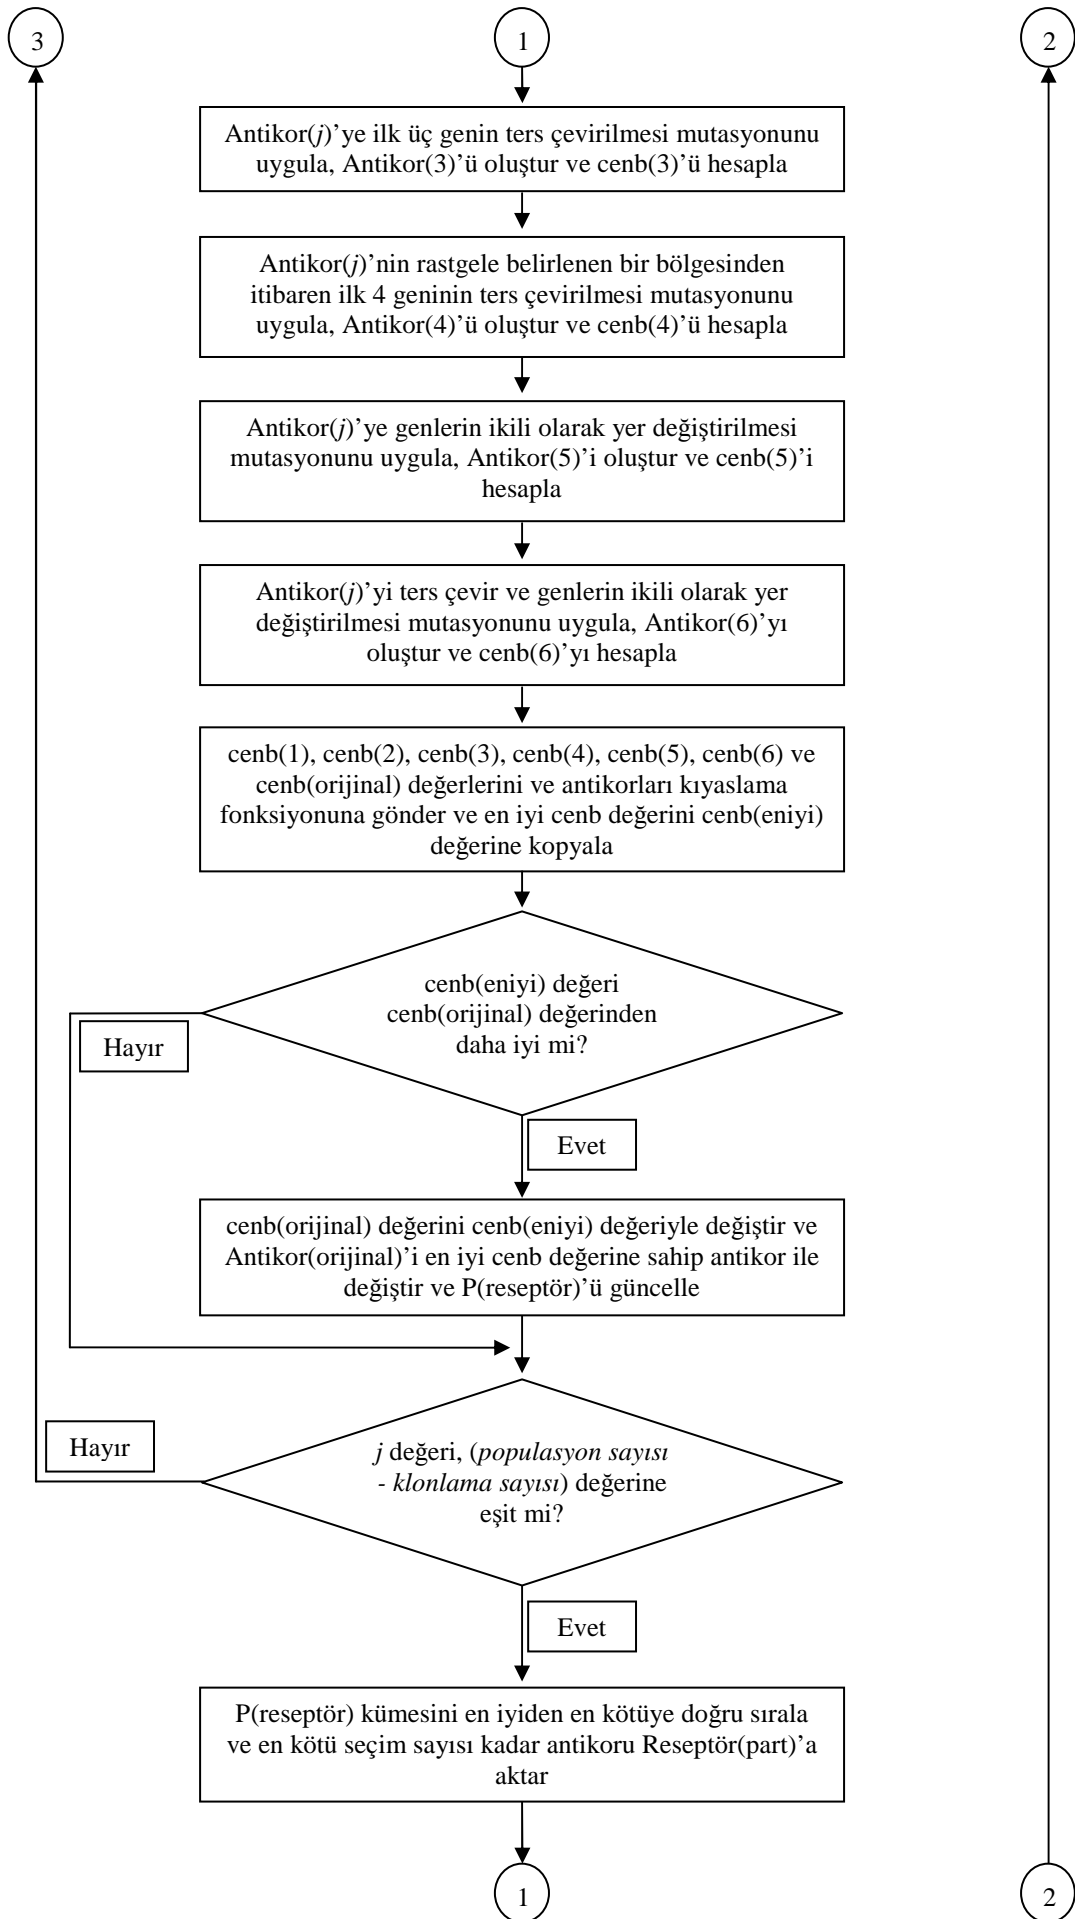 3
1
2
Antikor(j)’ye ilk üç genin ters çevirilmesi mutasyonunu
uygula, Antikor(3)’ü oluştur ve cenb(3)’ü hesapla
Antikor(j)’nin rastgele belirlenen bir bölgesinden
itibaren ilk 4 geninin ters çevirilmesi mutasyonunu
uygula, Antikor(4)’ü oluştur ve cenb(4)’ü hesapla
Antikor(j)’ye genlerin ikili olarak yer değiştirilmesi
mutasyonunu uygula, Antikor(5)’i oluştur ve cenb(5)’i
hesapla
Antikor(j)’yi ters çevir ve genlerin ikili olarak yer
değiştirilmesi mutasyonunu uygula, Antikor(6)’yı
oluştur ve cenb(6)’yı hesapla
cenb(1), cenb(2), cenb(3), cenb(4), cenb(5), cenb(6) ve
cenb(orijinal) değerlerini ve antikorları kıyaslama
fonksiyonuna gönder ve en iyi cenb değerini cenb(eniyi)
değerine kopyala
cenb(eniyi) değeri
cenb(orijinal) değerinden
daha iyi mi?
Hayır
Evet
cenb(orijinal) değerini cenb(eniyi) değeriyle değiştir ve
Antikor(orijinal)’i en iyi cenb değerine sahip antikor ile
değiştir ve P(reseptör)’ü güncelle
Hayır
j değeri, (populasyon sayısı
- klonlama sayısı) değerine
eşit mi?
Evet
P(reseptör) kümesini en iyiden en kötüye doğru sırala
ve en kötü seçim sayısı kadar antikoru Reseptör(part)’a
aktar
1
2